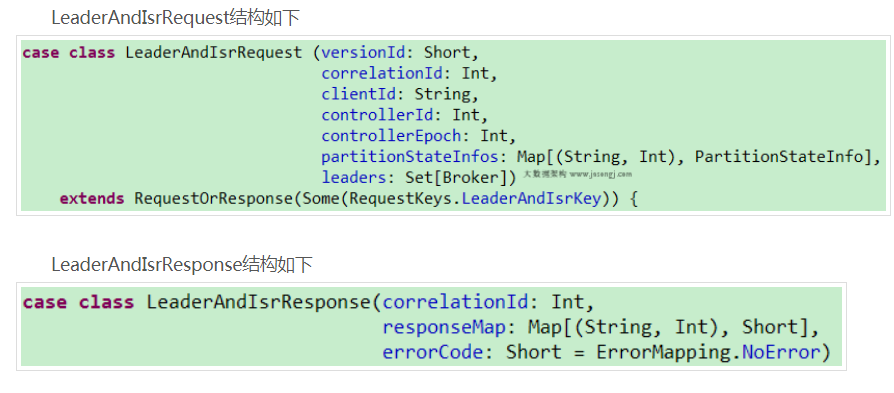 LeaderAndIsrRequest结构如下
case class LeaderAndIsrRequest (versionId: Short,
correlationId: Int,
clientId: String,
controllerId: Int,
controllerEpoch: Int,
partitionStateInfos: Map[(String, Int), PartitionStateInfo],
leaders: Set[Broker]) 大数据架构 www.jasongj.com
extends RequestOrResponse(Some(RequestKeys.LeaderAndIsrKey)) {
LeaderAndIsrResponse结构如下
case class LeaderAndIsrResponse(correlationId: Int,
responseMap: Map[(String, Int), Short],
errorCode: Short = ErrorMapping.NoError)